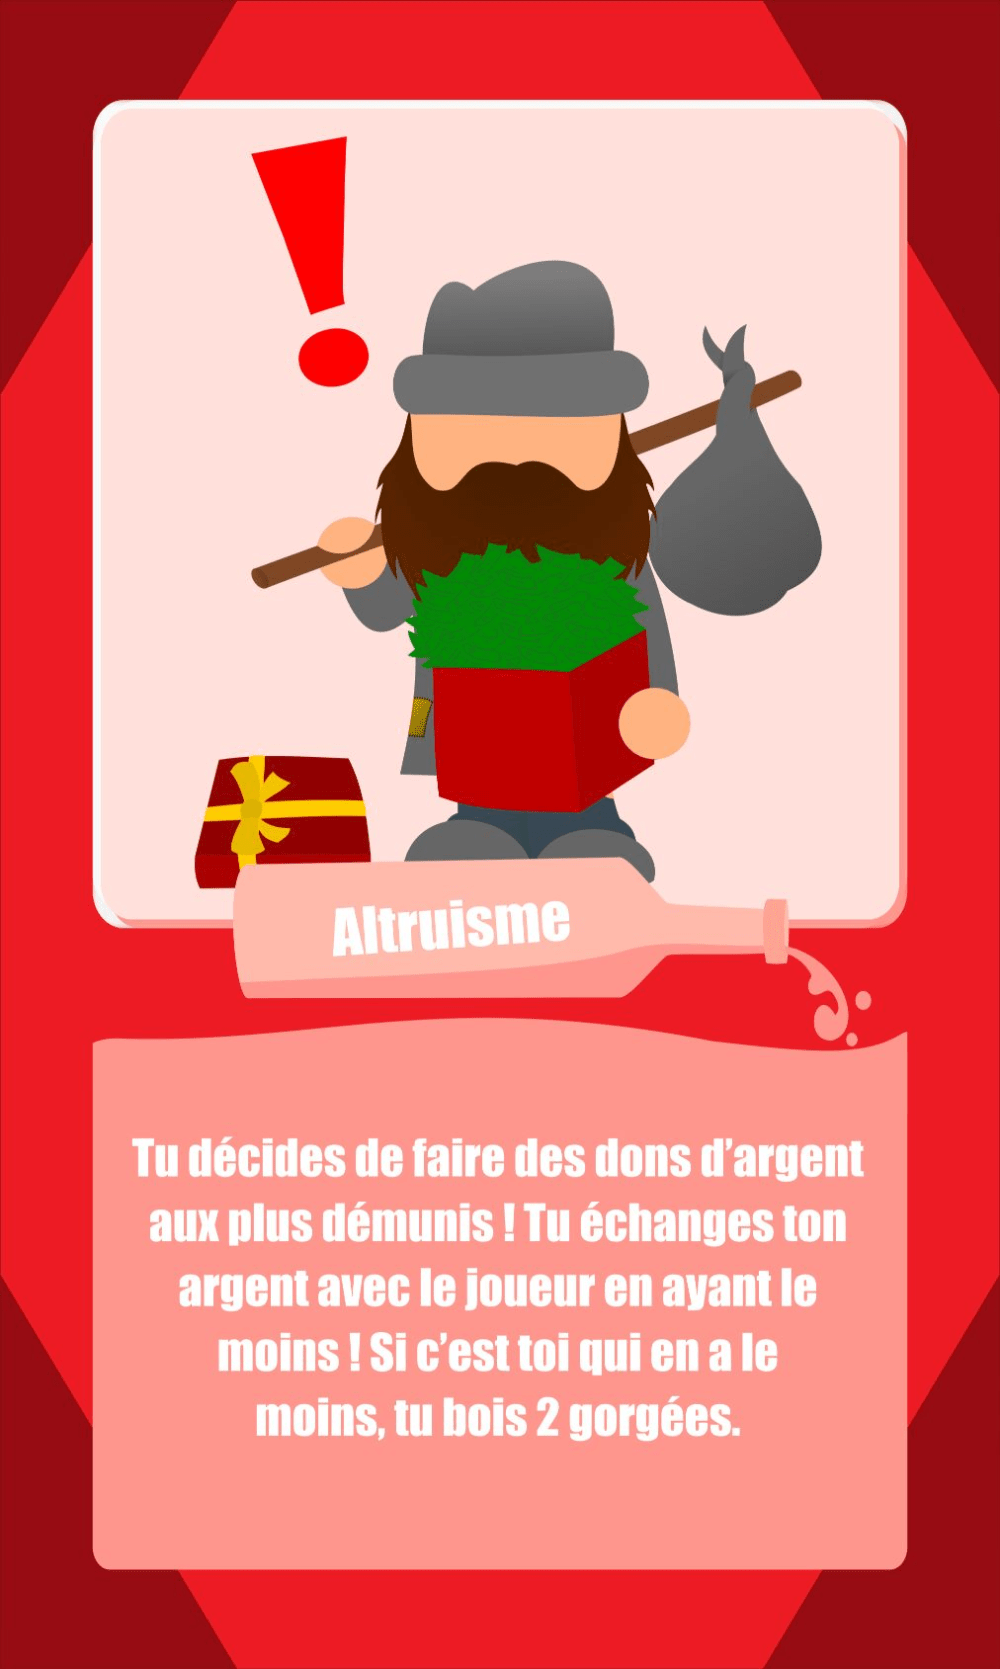 Altruisme
Tu décides de faire des dons d’argent
aux plus démunis ! Tu échanges ton
argent avec le joueur en ayant le
moins ! Si c’est toi qui en a le
moins, tu bois 2 gorgées.